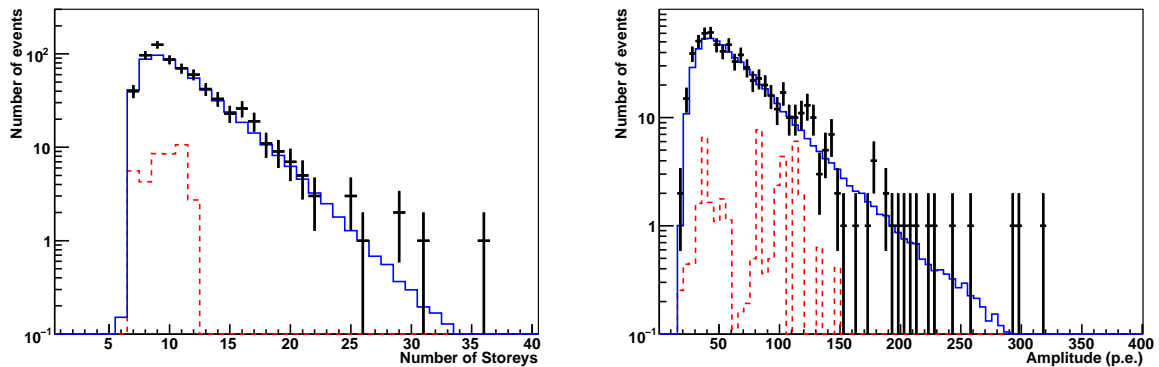 Number of events
10²
10
1
10⁻¹
5 10 15 20 25 30 35 40
Number of Storeys
Number of events
10
1
10⁻¹
50 100 150 200 250 300 350 400
Amplitude (p.e.)